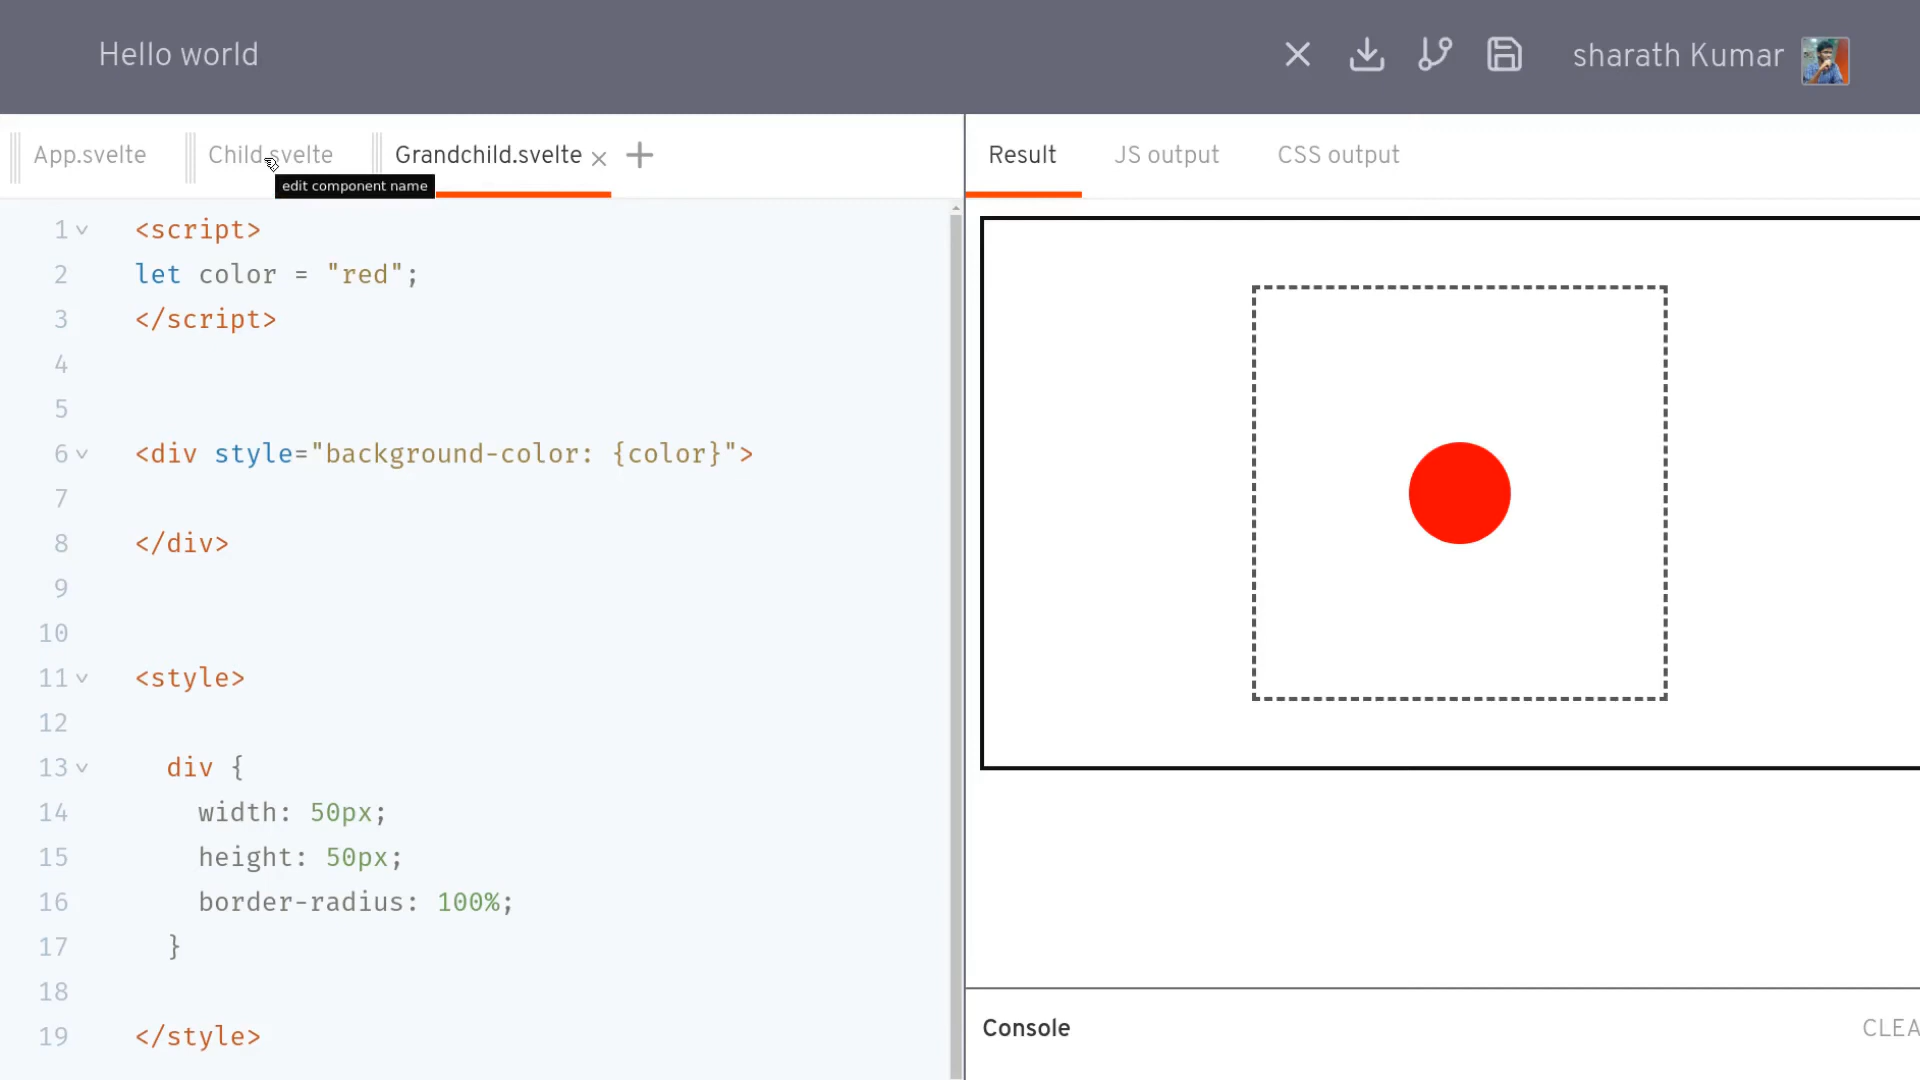 Hello world
sharath Kumar
App.svelte
Child.svelte
Grandchild.svelte
edit component name
Result
JS output
CSS output
1 <script>
2 let color = "red";
3 </script>
4
5
6 <div style="background-color: {color}">
7
8 </div>
9
10
11 <style>
12
13 div {
14 width: 50px;
15 height: 50px;
16 border-radius: 100%;
17 }
18
19 </style>
Console
CLEA